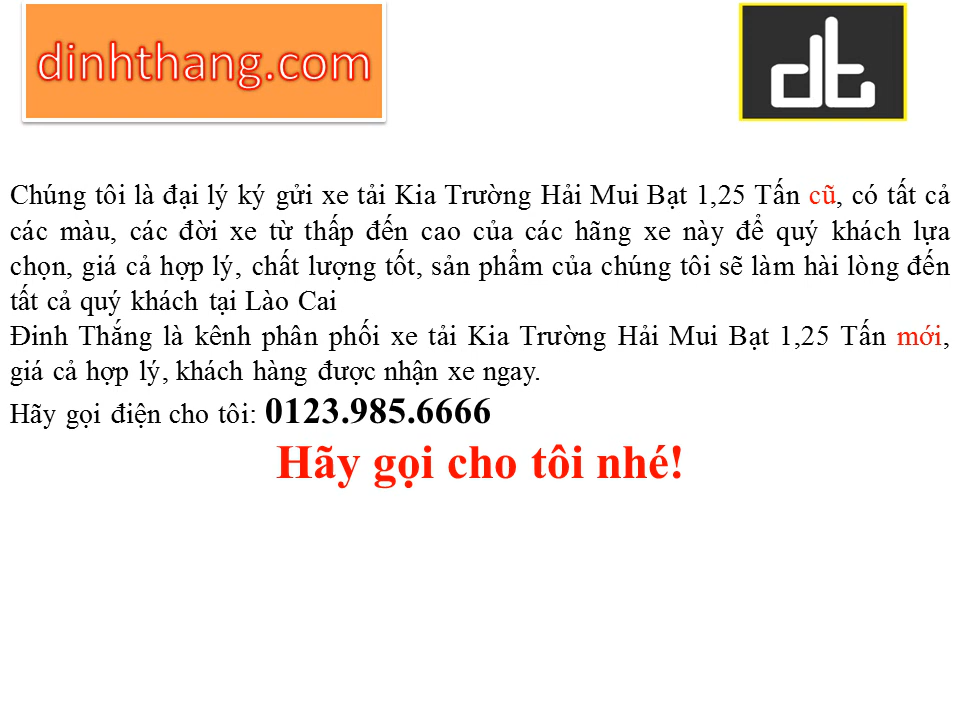 dinhthang.com
dt
Chúng tôi là đại lý ký gửi xe tải Kia Trường Hải Mui Bạt 1,25 Tấn cũ, có tất cả
các màu, các đời xe từ thấp đến cao của các hãng xe này để quý khách lựa
chọn, giá cả hợp lý, chất lượng tốt, sản phẩm của chúng tôi sẽ làm hài lòng đến
tất cả quý khách tại Lào Cai
Đinh Thắng là kênh phân phối xe tải Kia Trường Hải Mui Bạt 1,25 Tấn mới,
giá cả hợp lý, khách hàng được nhận xe ngay.
Hãy gọi điện cho tôi: 0123.985.6666
Hãy gọi cho tôi nhé!